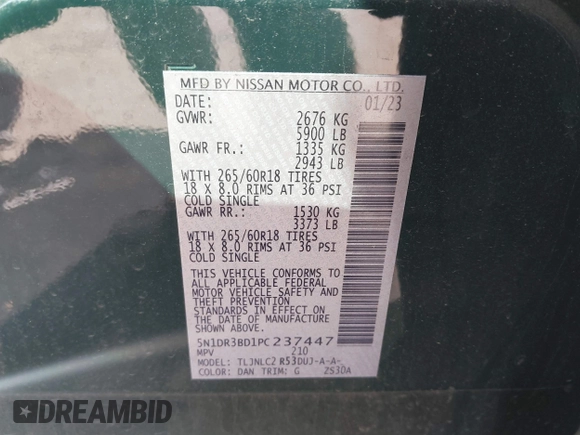 MFD BY NISSAN MOTOR CO., LTD.
DATE: 01/23
GVWR: 2676 KG
5900 LB
GAWR FR.: 1335 KG
2943 LB
WITH 265/60R18 TIRES
18 X 8.0 RIMS AT 36 PSI
COLD SINGLE
GAWR RR.: 1530 KG
3373 LB
WITH 265/60R18 TIRES
18 X 8.0 RIMS AT 36 PSI
COLD SINGLE
THIS VEHICLE CONFORMS TO
ALL APPLICABLE FEDERAL
MOTOR VEHICLE SAFETY AND
THEFT PREVENTION
STANDARDS IN EFFECT ON THE
DATE OF MANUFACTURE SHOWN
ABOVE.
5N1DR3BD1PC237447
MPV 210
MODEL: TLJNLC2 R53DUJ-A-A-
COLOR: DAN TRIM: G ZS3DA
DREAMBID